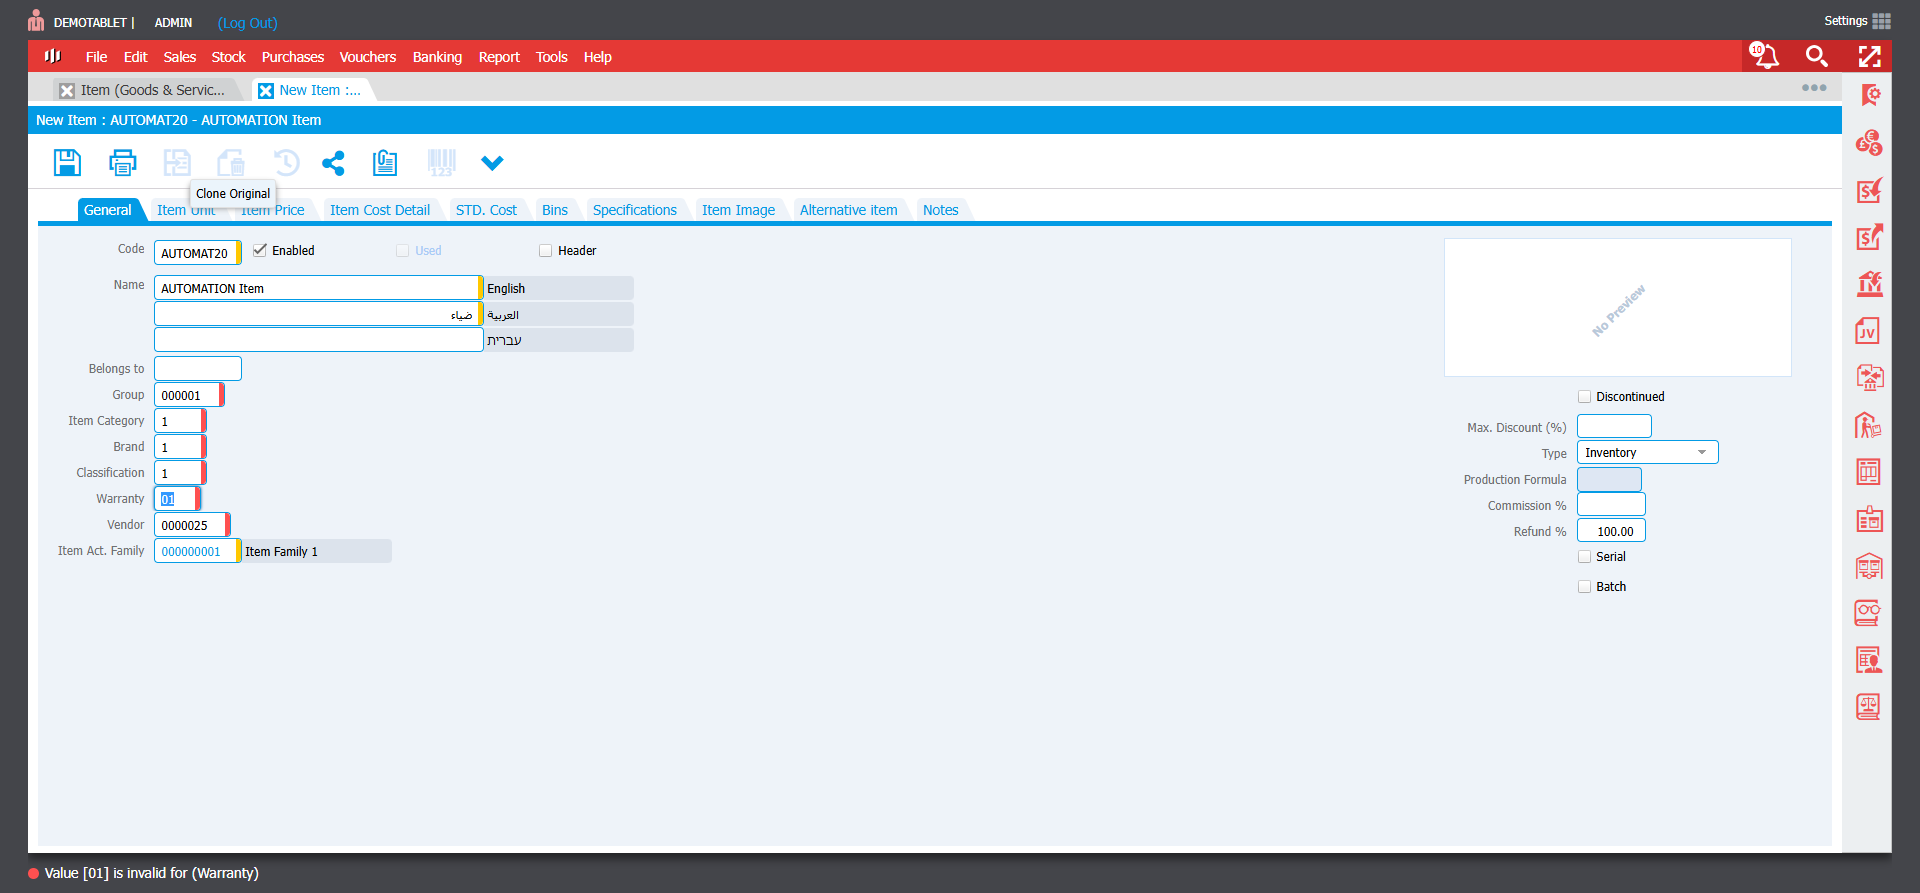 DEMOTABLET | ADMIN (Log Out) Settings
File Edit Sales Stock Purchases Vouchers Banking Report Tools Help 10
Item (Goods & Servic... New Item :...
New Item : AUTOMAT20 - AUTOMATION Item
123
Clone Original
General Item Unit Item Price Item Cost Detail STD. Cost Bins Specifications Item Image Alternative item Notes
Code AUTOMAT20 Enabled Used Header
Name AUTOMATION Item English
ضياء العربية
עברית
No Preview
Belongs to
Group 000001
Item Category 1
Brand 1
Classification 1
Warranty 01
Vendor 0000025
Item Act. Family 000000001 Item Family 1
Discontinued
Max. Discount (%)
Type Inventory
Production Formula
Commission %
Refund % 100.00
Serial
Batch
JV
Value [01] is invalid for (Warranty)